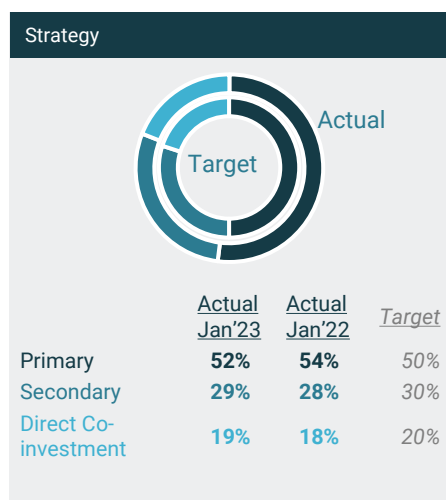 Strategy
Actual
Target
Actual Actual
Jan'23 Jan'22 Target
Primary 52% 54% 50%
Secondary 29% 28% 30%
Direct Co-
investment 19% 18% 20%